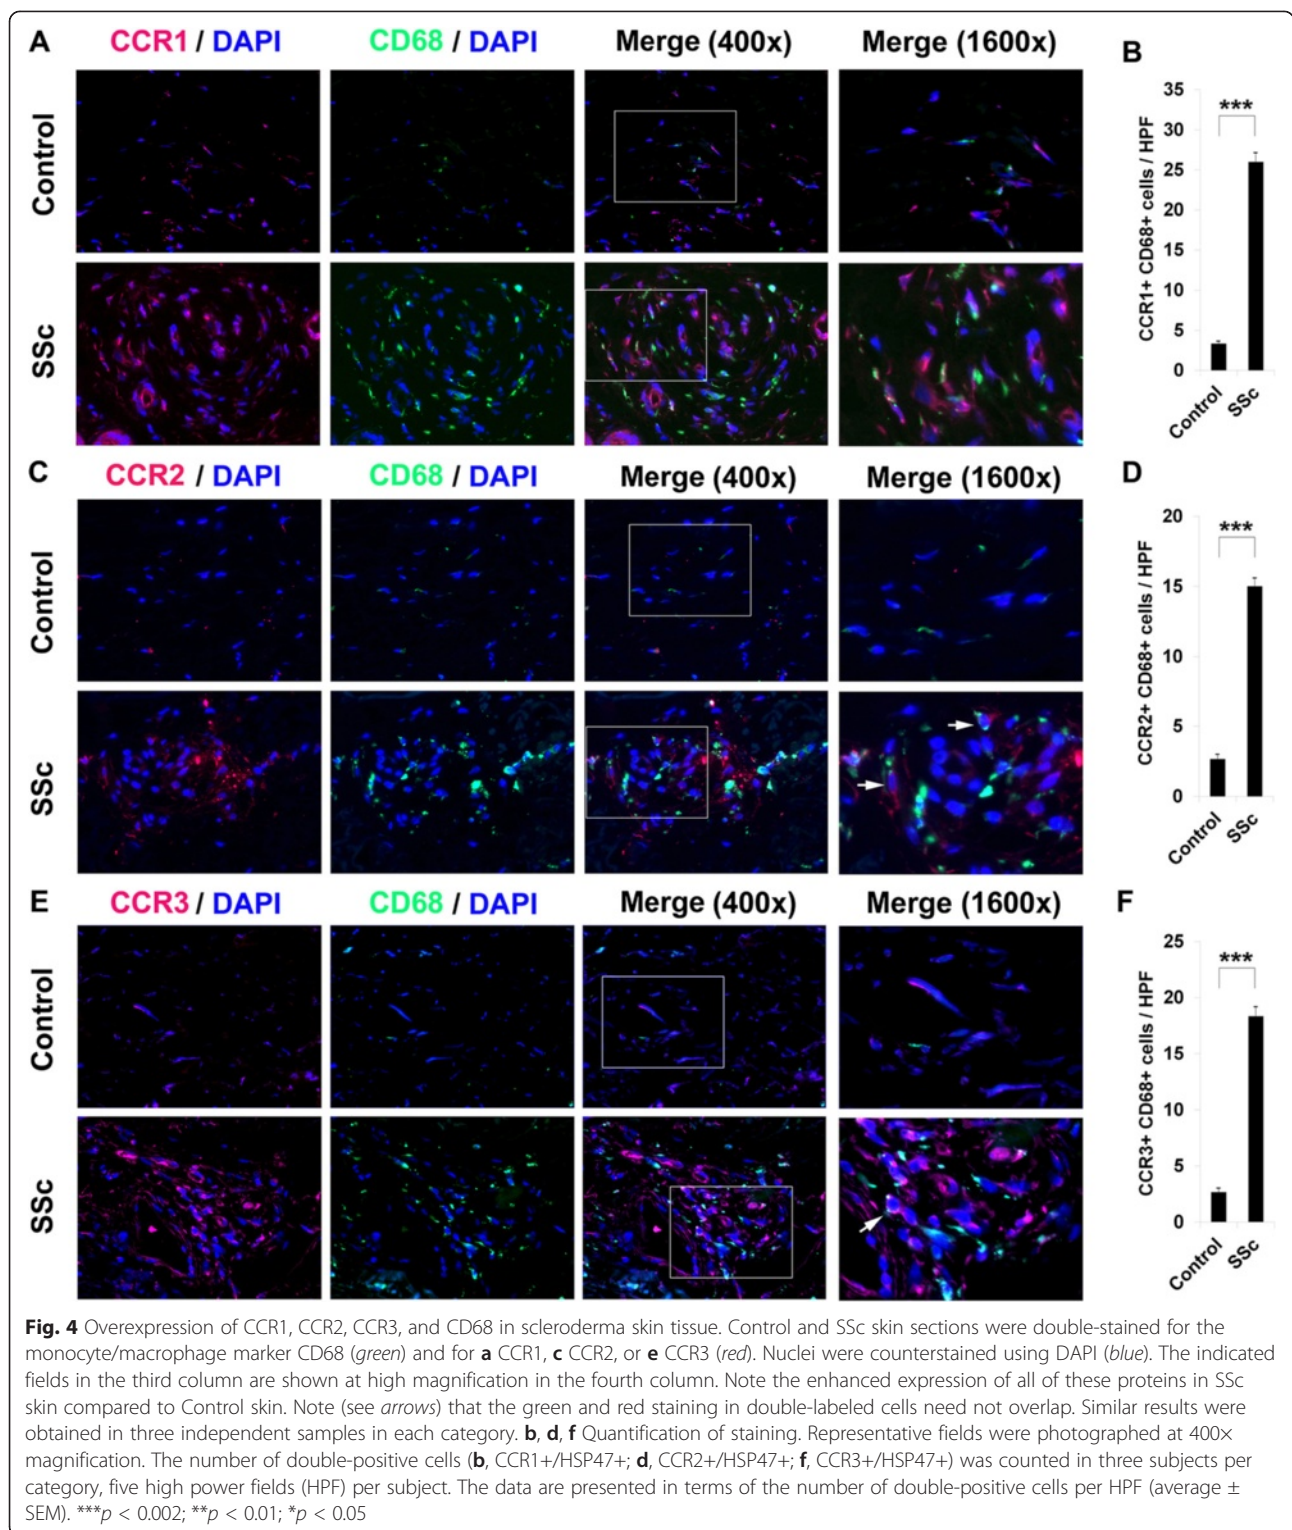 A
CCR1 / DAPI
CD68 / DAPI
Merge (400x)
Merge (1600x)
Control
SSc
B
CCR1+ CD68+ cells / HPF
35
30
25
20
15
10
5
0
***
Control
SSc
C
CCR2 / DAPI
CD68 / DAPI
Merge (400x)
Merge (1600x)
Control
SSc
D
CCR2+ CD68+ cells / HPF
20
15
10
5
0
***
Control
SSc
E
CCR3 / DAPI
CD68 / DAPI
Merge (400x)
Merge (1600x)
Control
SSc
F
CCR3+ CD68+ cells / HPF
25
20
15
10
5
0
***
Control
SSc
Fig. 4 Overexpression of CCR1, CCR2, CCR3, and CD68 in scleroderma skin tissue. Control and SSc skin sections were double-stained for the
monocyte/macrophage marker CD68 (green) and for a CCR1, c CCR2, or e CCR3 (red). Nuclei were counterstained using DAPI (blue). The indicated
fields in the third column are shown at high magnification in the fourth column. Note the enhanced expression of all of these proteins in SSc
skin compared to Control skin. Note (see arrows) that the green and red staining in double-labeled cells need not overlap. Similar results were
obtained in three independent samples in each category. b, d, f Quantification of staining. Representative fields were photographed at 400×
magnification. The number of double-positive cells (b, CCR1+/HSP47+; d, CCR2+/HSP47+; f, CCR3+/HSP47+) was counted in three subjects per
category, five high power fields (HPF) per subject. The data are presented in terms of the number of double-positive cells per HPF (average ±
SEM). ***p < 0.002; **p < 0.01; *p < 0.05